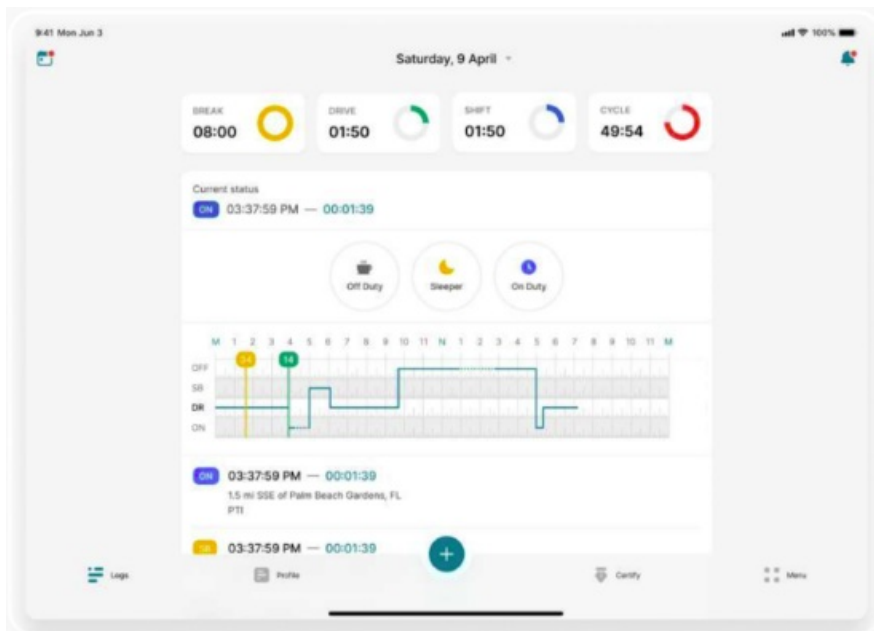 9:41 Mon Jun 3
100%
Saturday, 9 April
BREAK
08:00
DRIVE
01:50
SHIFT
01:50
CYCLE
49:54
Current status
ON 03:37:59 PM — 00:01:39
Off Duty
Sleeper
On Duty
M 1 2 3 4 5 6 7 8 9 10 11 N 1 2 3 4 5 6 7 8 9 10 11 M
34 14
OFF
SB
DR
ON
ON 03:37:59 PM — 00:01:39
1.5 mi SSE of Palm Beach Gardens, FL
PTI
SB 03:37:59 PM — 00:01:39
+
Logs
Profile
Certify
Menu